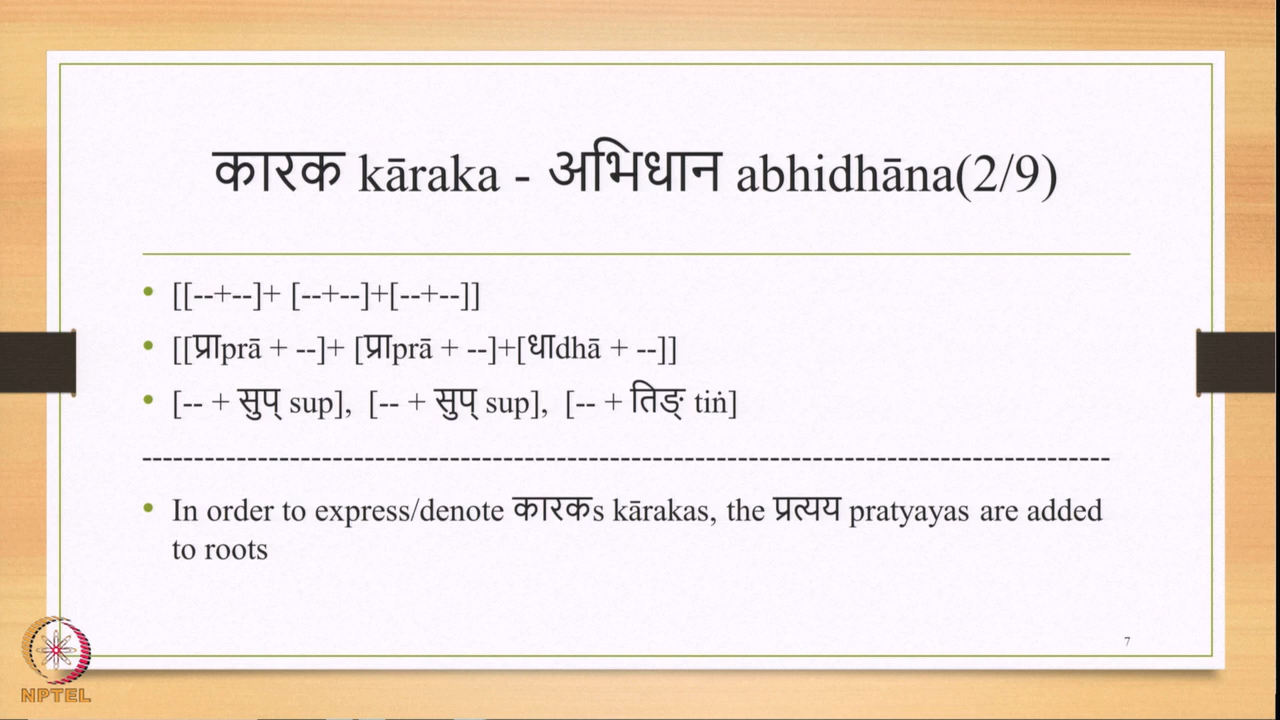 कारक kāraka - अभिधान abhidhāna(2/9)
[[--+--]+ [--+--]+[--+--]]
[[प्राprā + --]+ [प्राprā + --]+[धाdhā + --]]
[-- + सुप् sup], [-- + सुप् sup], [-- + तिङ् tiṅ]
---------------------------------------------------------------------------------------------
In order to express/denote कारकs kārakas, the प्रत्यय pratyayas are added
to roots
7
NPTEL